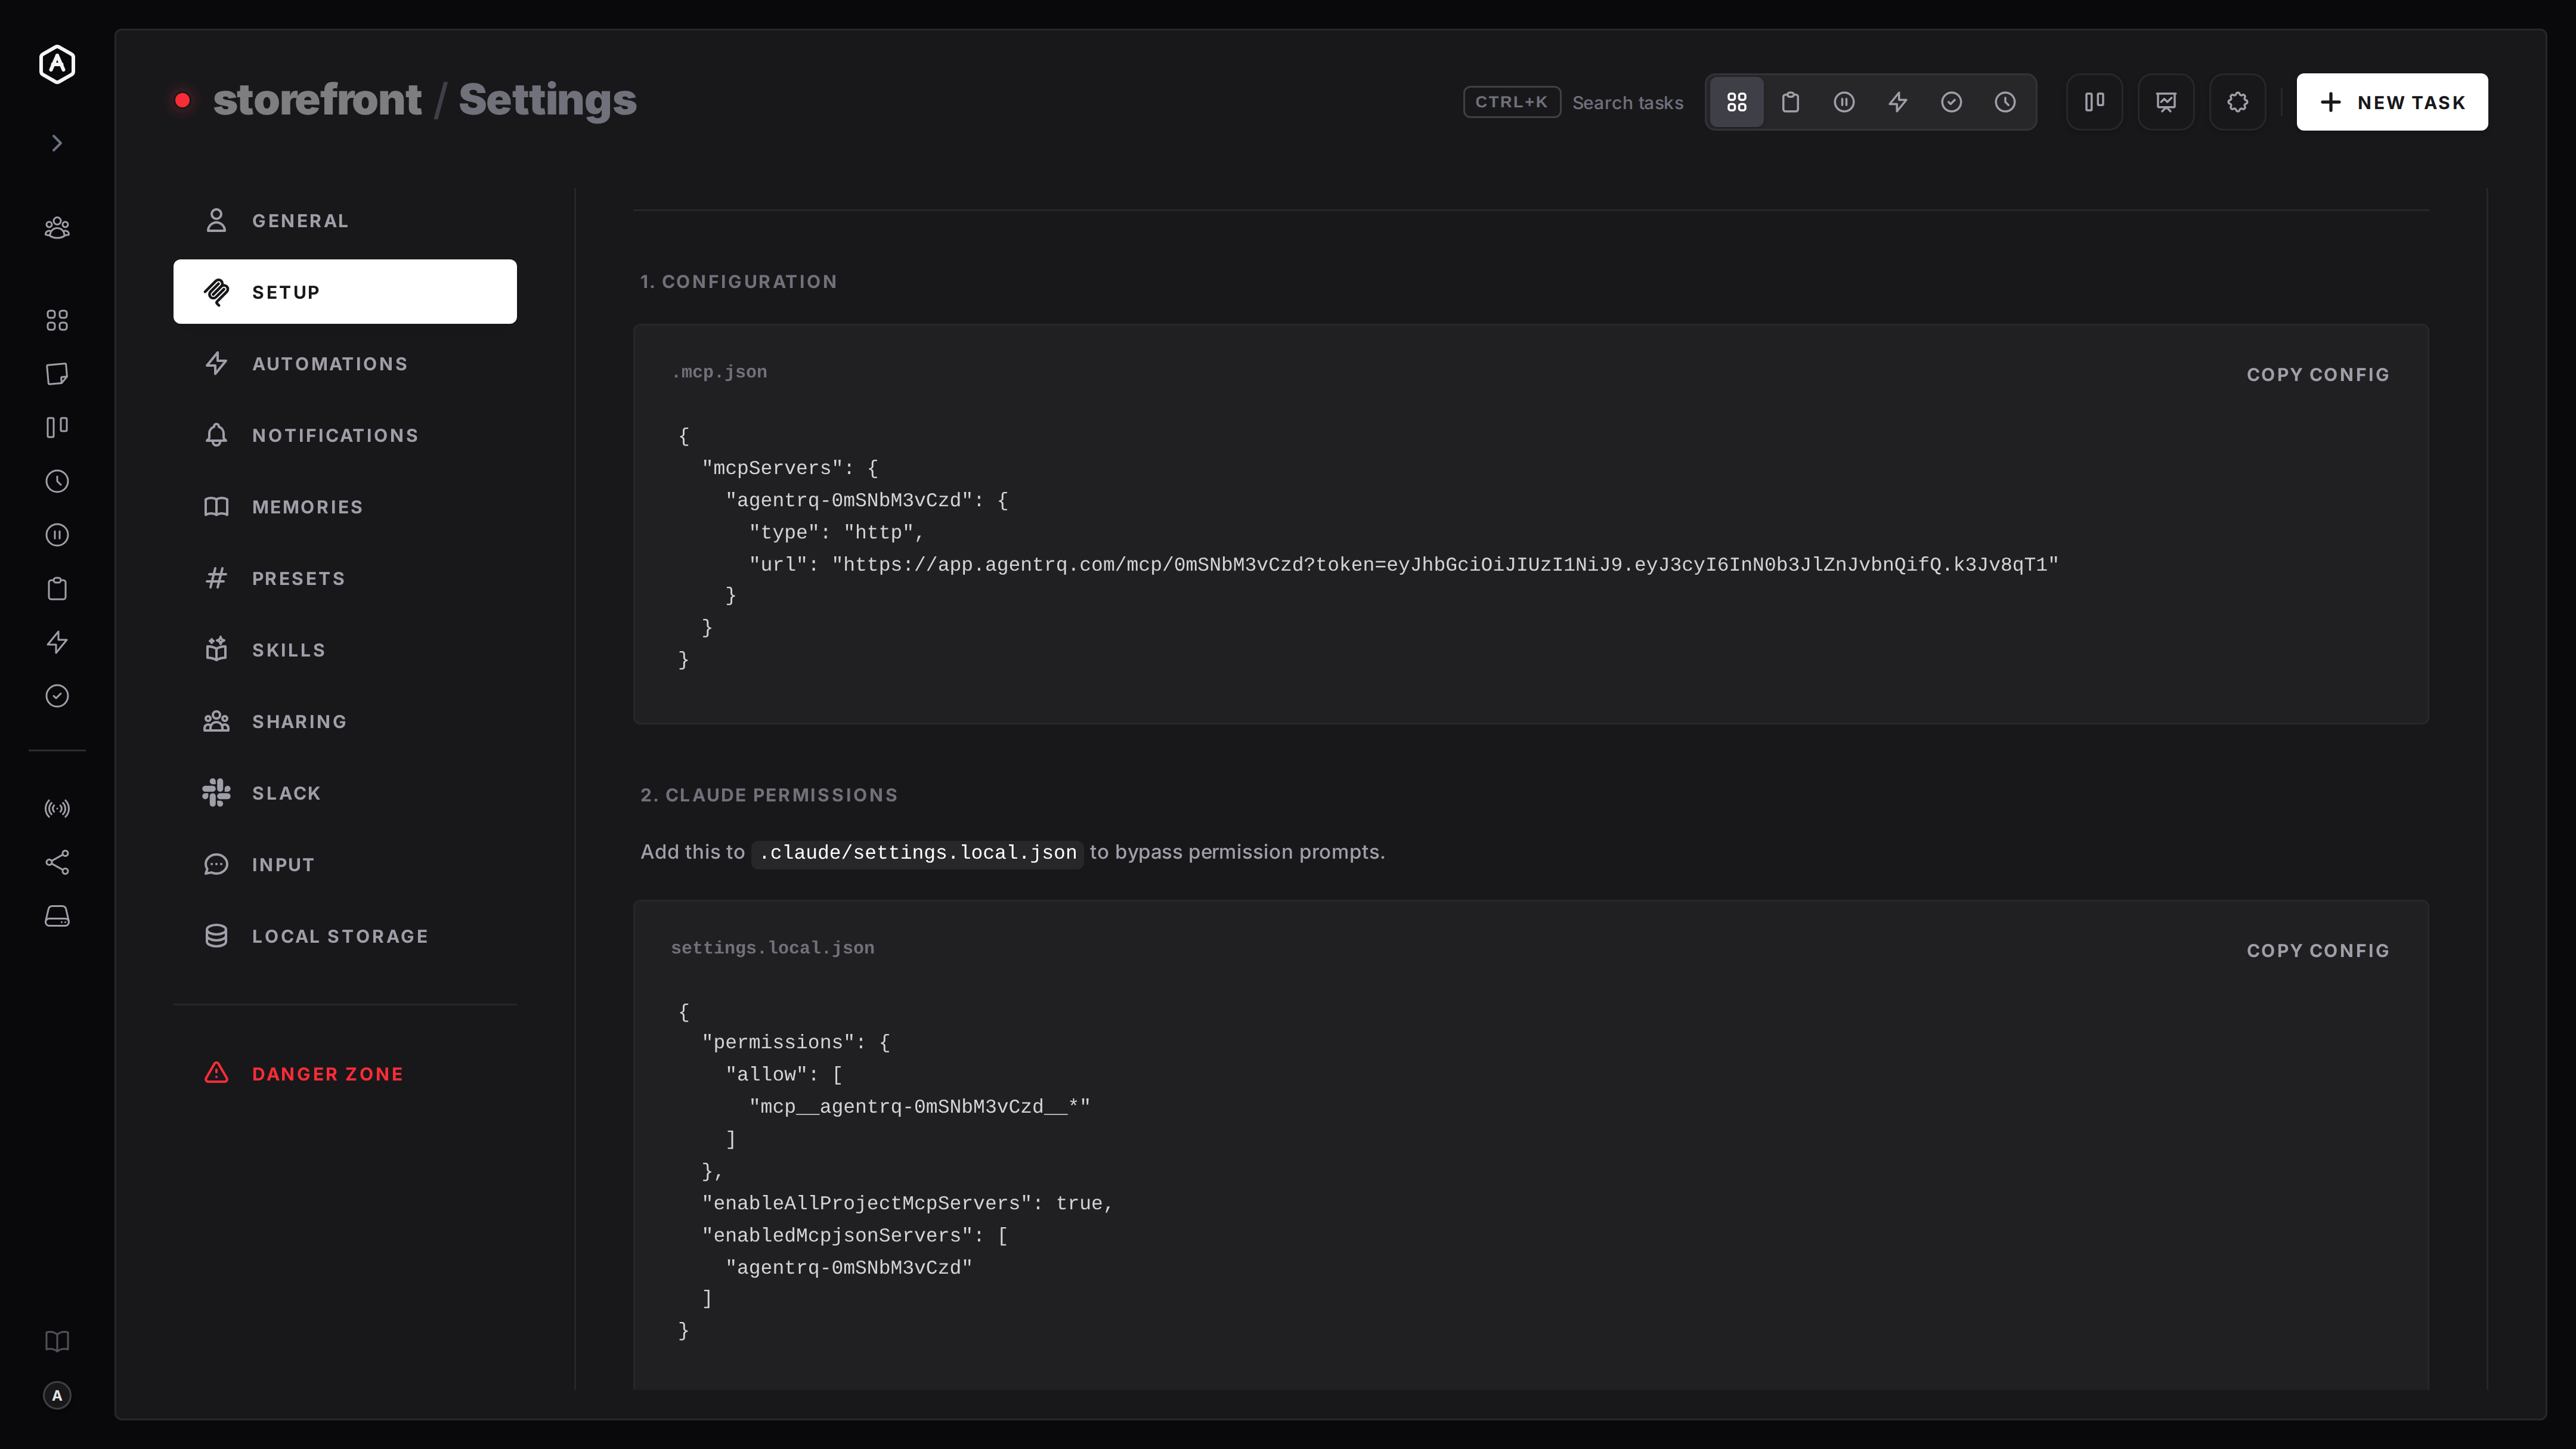 storefront / Settings
CTRL+K Search tasks
NEW TASK
GENERAL
SETUP
AUTOMATIONS
NOTIFICATIONS
MEMORIES
PRESETS
SKILLS
SHARING
SLACK
INPUT
LOCAL STORAGE
DANGER ZONE
A
1. CONFIGURATION
.mcp.json
COPY CONFIG
{
  "mcpServers": {
    "agentrq-0mSNbM3vCzd": {
      "type": "http",
      "url": "https://app.agentrq.com/mcp/0mSNbM3vCzd?token=eyJhbGciOiJIUzI1NiJ9.eyJ3cyI6InN0b3JlZnJvbnQifQ.k3Jv8qT1"
    }
  }
}
2. CLAUDE PERMISSIONS
Add this to .claude/settings.local.json to bypass permission prompts.
settings.local.json
COPY CONFIG
{
  "permissions": {
    "allow": [
      "mcp__agentrq-0mSNbM3vCzd__*"
    ]
  },
  "enableAllProjectMcpServers": true,
  "enabledMcpjsonServers": [
    "agentrq-0mSNbM3vCzd"
  ]
}